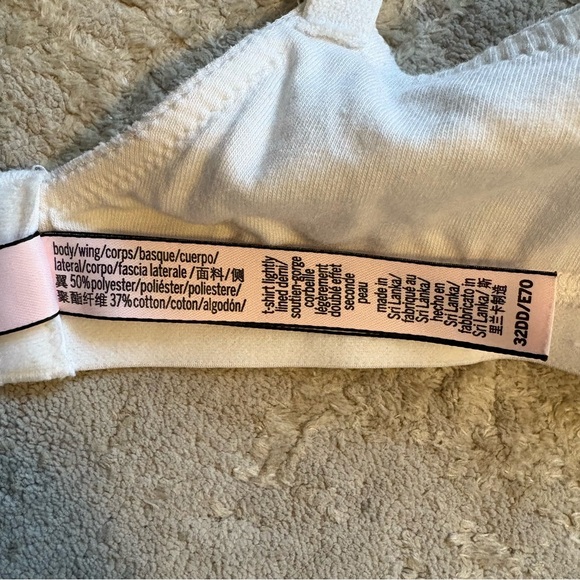 body/wing/corps/basque/cuerpo/
lateral/corpo/fascia laterale /面料/侧
翼 50%polyester/poliéster/poliestere/
聚酯纤维 37%cotton/coton/algodón/
t-shirt lightly
lined demi/
soutien-gorge
corbeille
légèrement
double effet
seconde
peau
made in
Sri Lanka/
fabriqué au
Sri Lanka/
hecho en
Sri Lanka/
fabbricato in
Sri Lanka/ 斯
里兰卡制造
32DD/E70